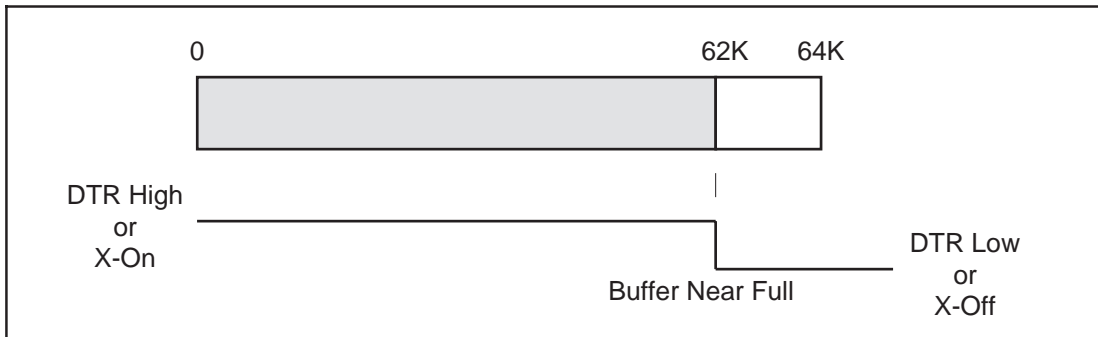 0
62K
64K
DTR High
or
X-On
Buffer Near Full
DTR Low
or
X-Off